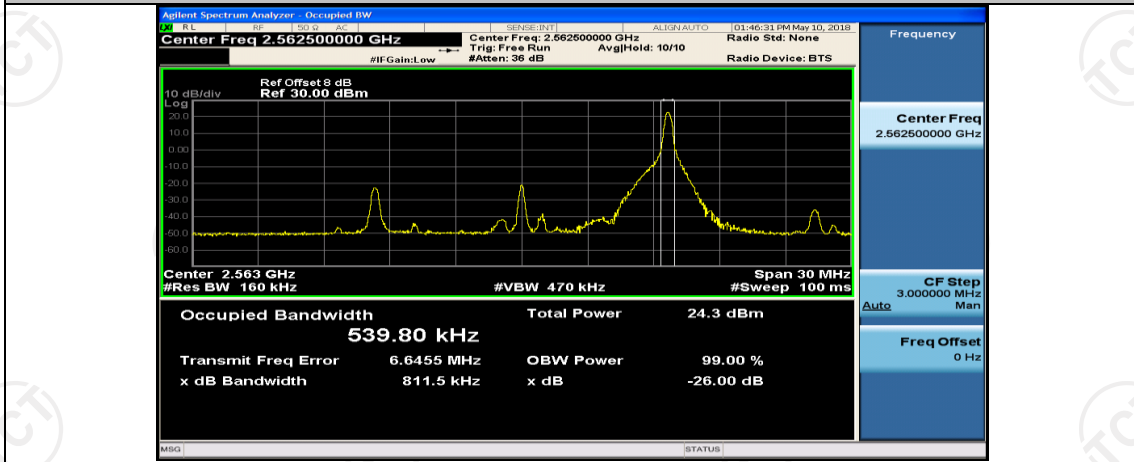 Agilent Spectrum Analyzer - Occupied BW
LXI RL RF 50 Ω AC SENSE:INT ALIGN AUTO 01:46:31 PM May 10, 2018
Center Freq 2.562500000 GHz
Center Freq: 2.562500000 GHz
Radio Std: None
Trig: Free Run Avg|Hold: 10/10
#IFGain:Low
#Atten: 36 dB
Radio Device: BTS
Frequency
Ref Offset 8 dB
10 dB/div Ref 30.00 dBm
Log
20.0
10.0
0.00
-10.0
-20.0
-30.0
-40.0
-50.0
-60.0
Center 2.563 GHz Span 30 MHz
#Res BW 160 kHz #VBW 470 kHz #Sweep 100 ms
Occupied Bandwidth
539.80 kHz
Total Power 24.3 dBm
Transmit Freq Error 6.6455 MHz OBW Power 99.00 %
x dB Bandwidth 811.5 kHz x dB -26.00 dB
Center Freq
2.562500000 GHz
CF Step
3.000000 MHz
Auto Man
Freq Offset
0 Hz
MSG STATUS
TCT
TCT
TCT
TCT